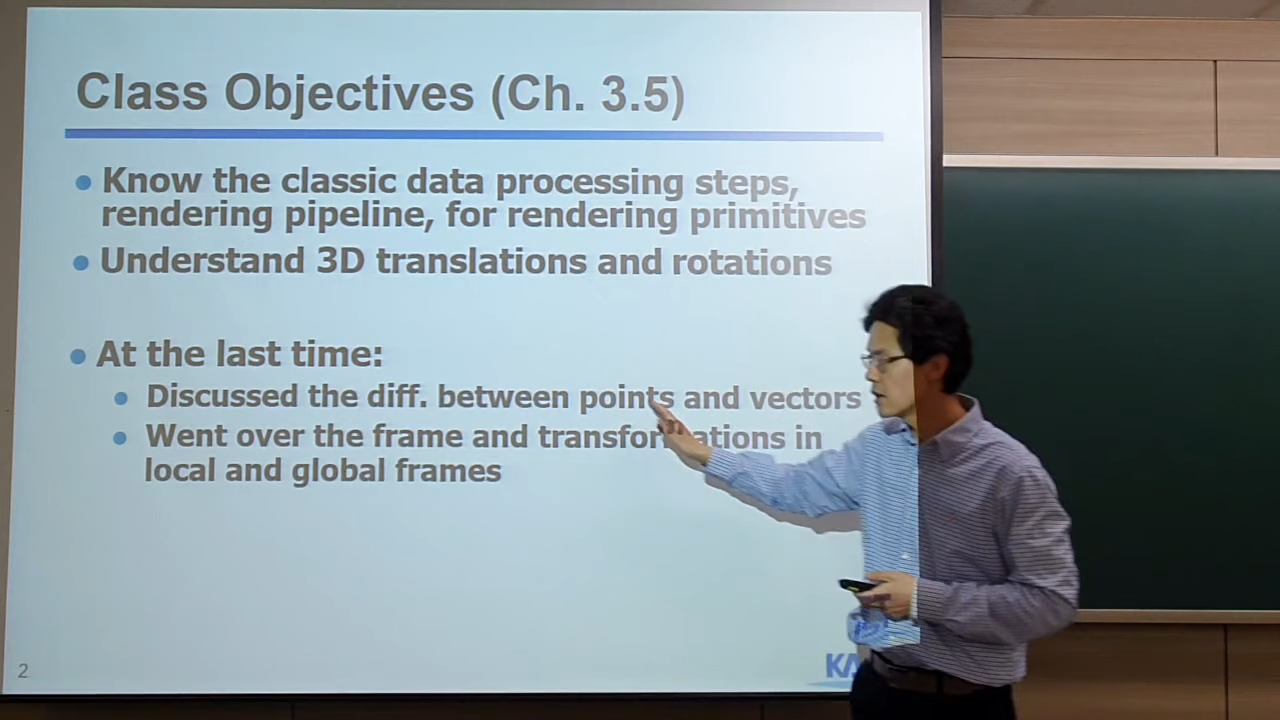 Class Objectives (Ch. 3.5)
Know the classic data processing steps,
rendering pipeline, for rendering primitives
Understand 3D translations and rotations
At the last time:
Discussed the diff. between points and vectors
Went over the frame and in
local and global frames
2